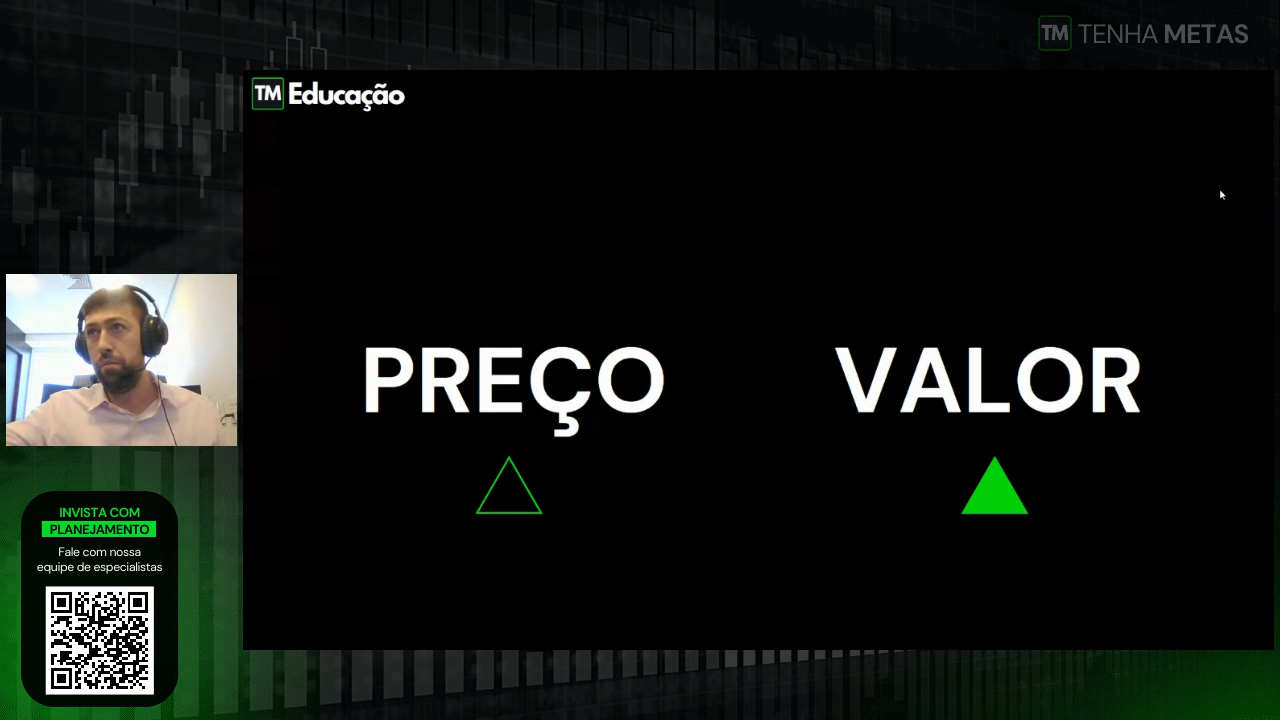 TM TENHA METAS
TM Educação
PREÇO
VALOR
INVISTA COM
PLANEJAMENTO
Fale com nossa
equipe de especialistas